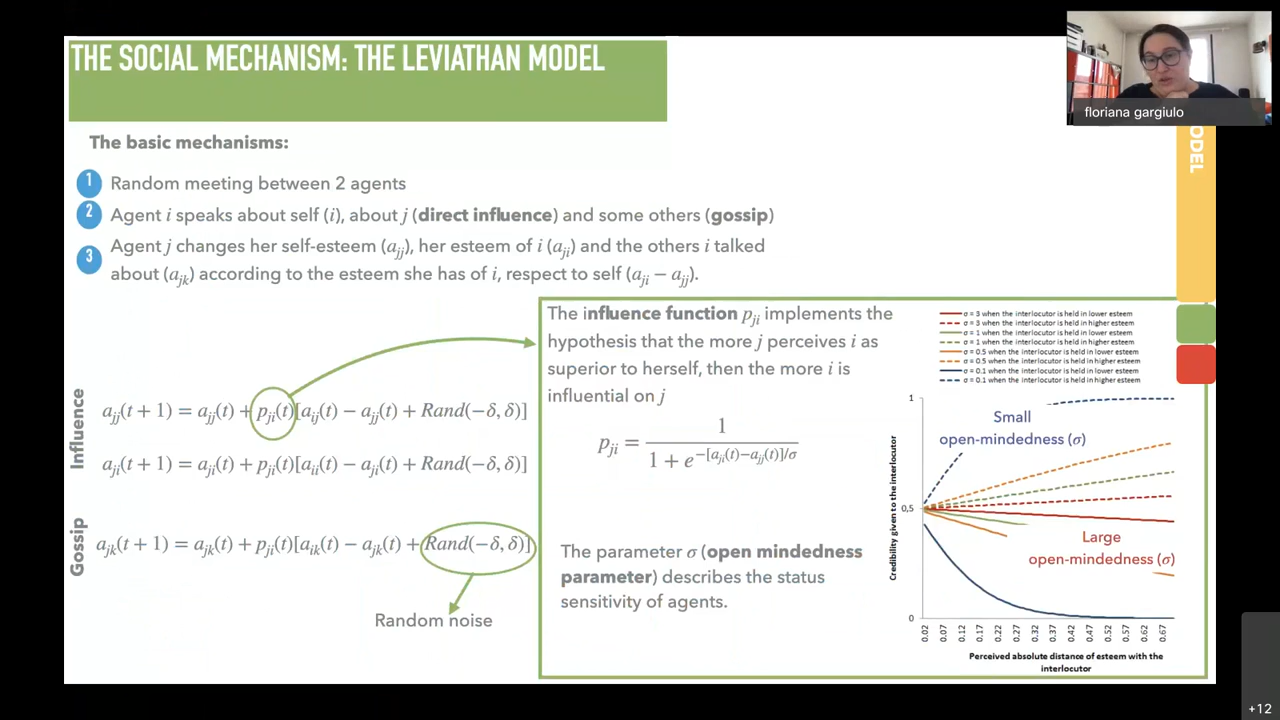 THE SOCIAL MECHANISM: THE LEVIATHAN MODEL
floriana gargiulo
ODEL
The basic mechanisms:
1 Random meeting between 2 agents
2 Agent i speaks about self (i), about j (direct influence) and some others (gossip)
3 Agent j changes her self-esteem (a_jj), her esteem of i (a_ji) and the others i talked
about (a_jk) according to the esteem she has of i, respect to self (a_ji − a_jj).
Influence
a_jj(t + 1) = a_jj(t) + p_ji(t)[a_ij(t) − a_jj(t) + Rand(−δ, δ)]
a_ji(t + 1) = a_ji(t) + p_ji(t)[a_ii(t) − a_ji(t) + Rand(−δ, δ)]
Gossip
a_jk(t + 1) = a_jk(t) + p_ji(t)[a_ik(t) − a_jk(t) + Rand(−δ, δ)]
Random noise
The influence function p_ji implements the
hypothesis that the more j perceives i as
superior to herself, then the more i is
influential on j
p_ji = 1 / (1 + e^(−[a_ji(t)−a_jj(t)]/σ))
The parameter σ (open mindedness
parameter) describes the status
sensitivity of agents.
σ = 3 when the interlocutor is held in lower esteem
σ = 3 when the interlocutor is held in higher esteem
σ = 1 when the interlocutor is held in lower esteem
σ = 1 when the interlocutor is held in higher esteem
σ = 0.5 when the interlocutor is held in lower esteem
σ = 0.5 when the interlocutor is held in higher esteem
σ = 0.1 when the interlocutor is held in lower esteem
σ = 0.1 when the interlocutor is held in higher esteem
Credibility given to the interlocutor
1
0,5
0
Small
open-mindedness (σ)
Large
open-mindedness (σ)
0.02 0.07 0.12 0.17 0.22 0.27 0.32 0.37 0.42 0.47 0.52 0.57 0.62 0.67
Perceived absolute distance of esteem with the
interlocutor
+12